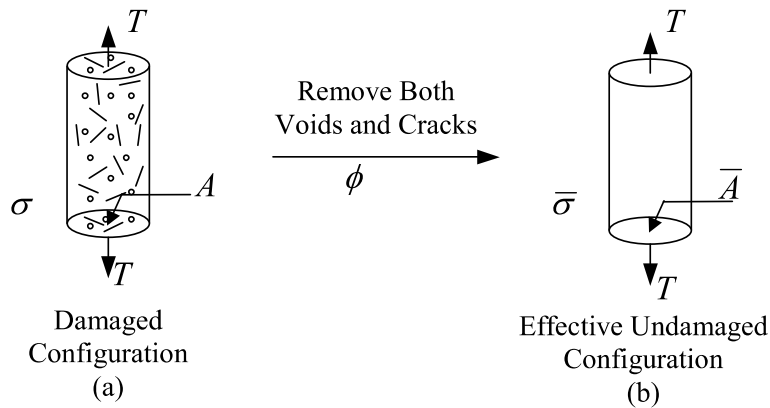 T
T
Remove Both
Voids and Cracks
ϕ
A
A̅
σ
σ̅
T
T
Damaged
Configuration
(a)
Effective Undamaged
Configuration
(b)